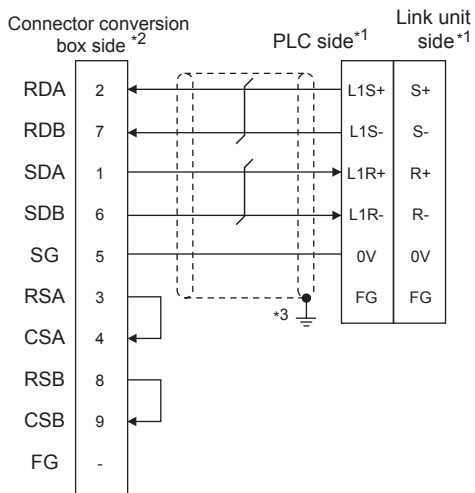 Connector conversion
box side *2
PLC side*1
Link unit
side*1
RDA 2 L1S+ S+
RDB 7 L1S- S-
SDA 1 L1R+ R+
SDB 6 L1R- R-
SG 5 0V 0V
RSA 3 FG FG
*3
CSA 4
RSB 8
CSB 9
FG -